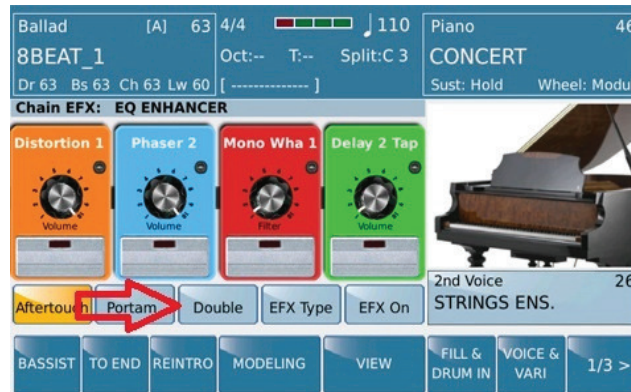 Ballad [A] 63
8BEAT_1
Dr 63 Bs 63 Ch 63 Lw 60
4/4 110
Oct:-- T:-- Split:C 3
[ -------------- ]
Piano 46
CONCERT
Sust: Hold Wheel: Modu
Chain EFX: EQ ENHANCER
Distortion 1 Phaser 2 Mono Wha 1 Delay 2 Tap
Volume Volume Filter Volume
2nd Voice 26
STRINGS ENS.
Aftertouch Portam Double EFX Type EFX On
BASSIST TO END REINTRO MODELING VIEW FILL & DRUM IN VOICE & VARI 1/3 >